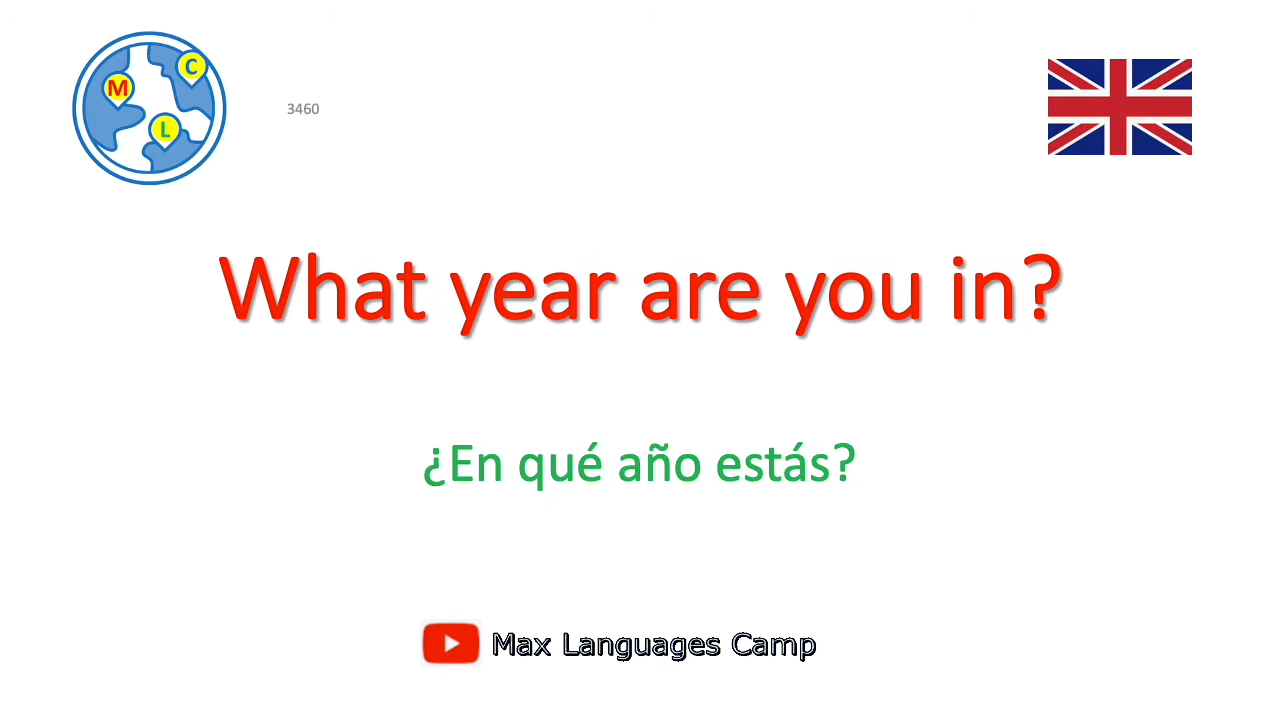 M
C
L
3460
What year are you in?
¿En qué año estás?
Max Languages Camp